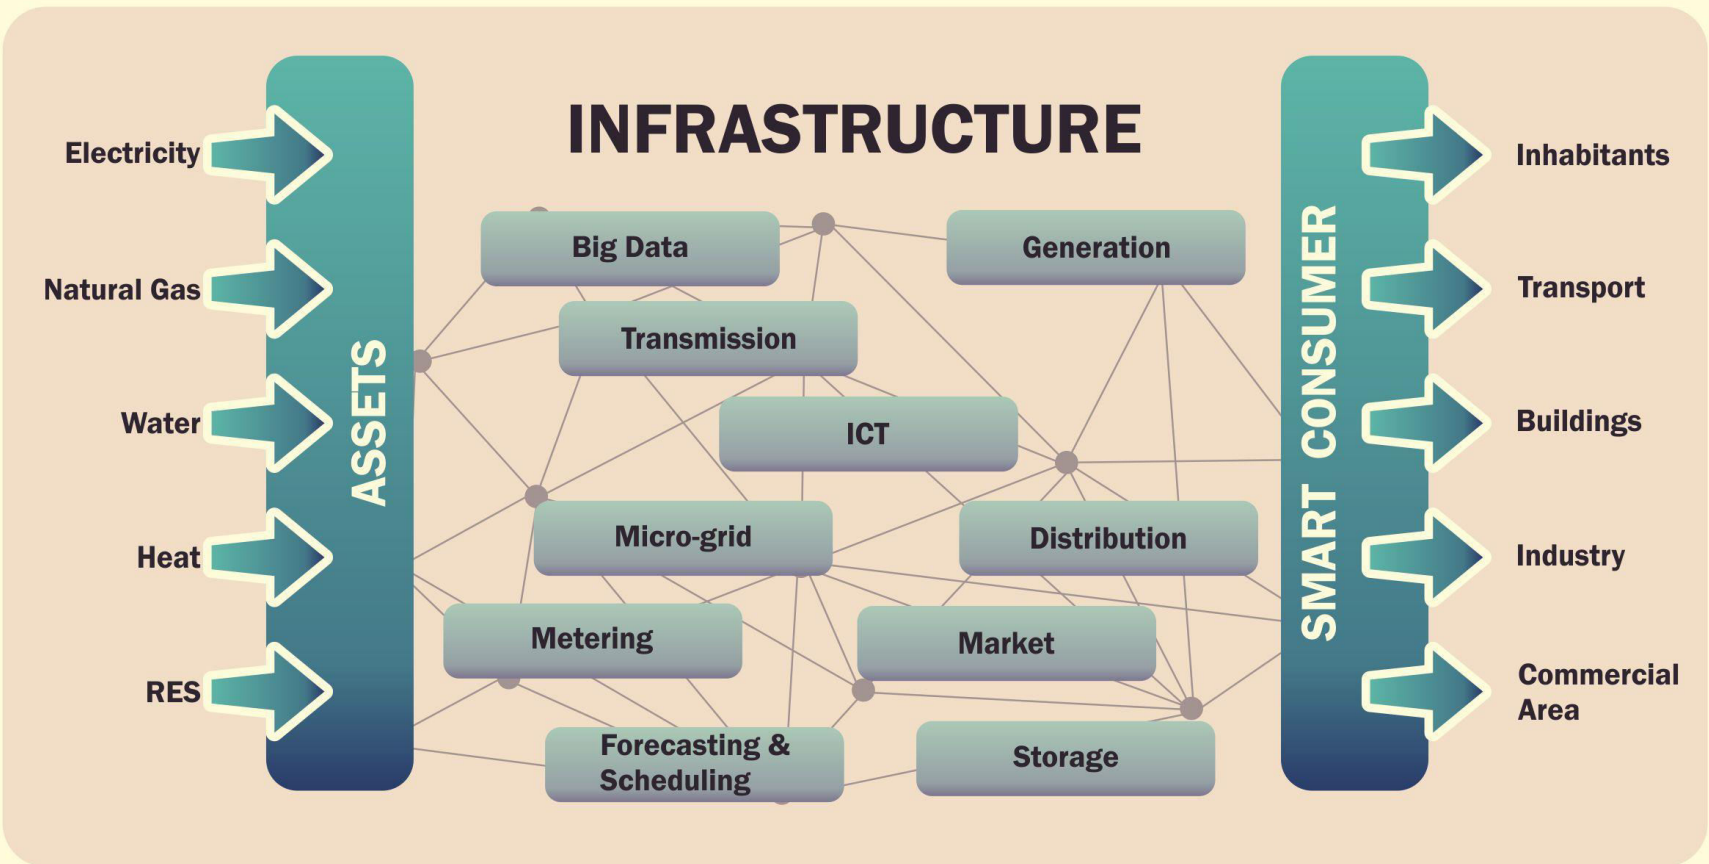 INFRASTRUCTURE
Electricity
Natural Gas
Water
Heat
RES
ASSETS
Big Data
Generation
Transmission
ICT
Micro-grid
Distribution
Metering
Market
Forecasting &
Scheduling
Storage
SMART CONSUMER
Inhabitants
Transport
Buildings
Industry
Commercial
Area